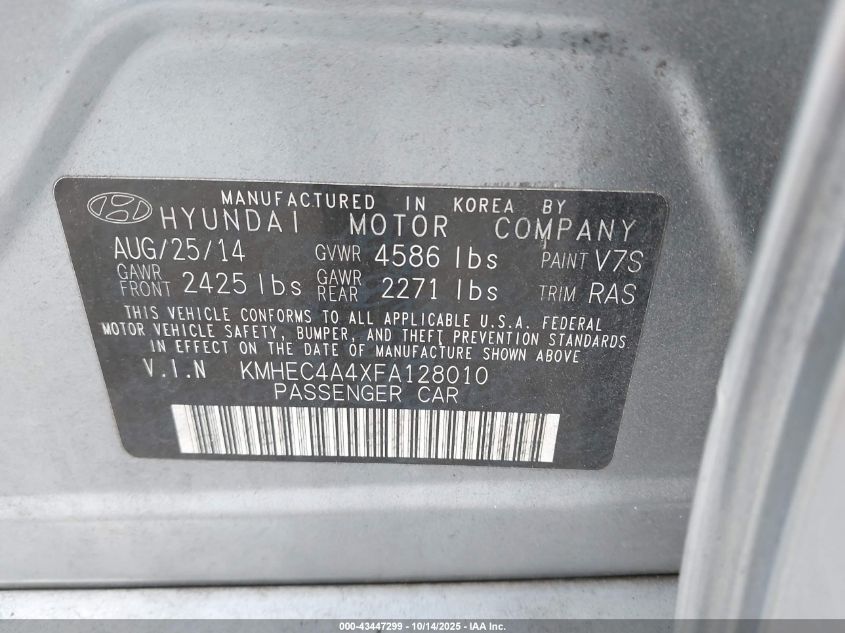 MANUFACTURED IN KOREA BY
HYUNDAI MOTOR COMPANY
AUG/25/14 GVWR 4586 lbs PAINT V7S
GAWR FRONT 2425 lbs GAWR REAR 2271 lbs TRIM RAS
THIS VEHICLE CONFORMS TO ALL APPLICABLE U.S.A. FEDERAL
MOTOR VEHICLE SAFETY, BUMPER, AND THEFT PREVENTION STANDARDS
IN EFFECT ON THE DATE OF MANUFACTURE SHOWN ABOVE
V.I.N KMHEC4A4XFA128010
PASSENGER CAR
000-43447299 - 10/14/2025 - IAA Inc.